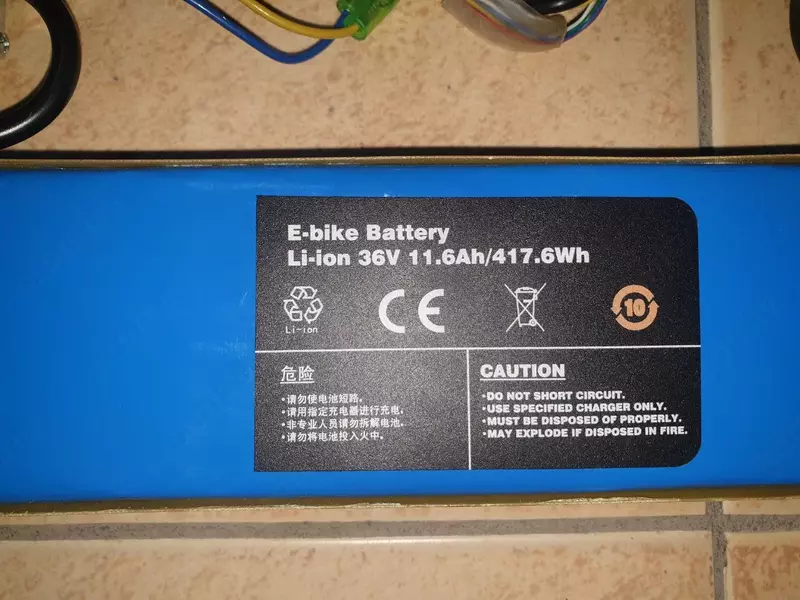 E-bike Battery
Li-ion 36V 11.6Ah/417.6Wh
Li-ion
CE
10
危险
·请勿使电池短路。
·请用指定充电器进行充电。
·非专业人员请勿拆解电池。
·请勿将电池投入火中。
CAUTION
·DO NOT SHORT CIRCUIT.
·USE SPECIFIED CHARGER ONLY.
·MUST BE DISPOSED OF PROPERLY.
·MAY EXPLODE IF DISPOSED IN FIRE.